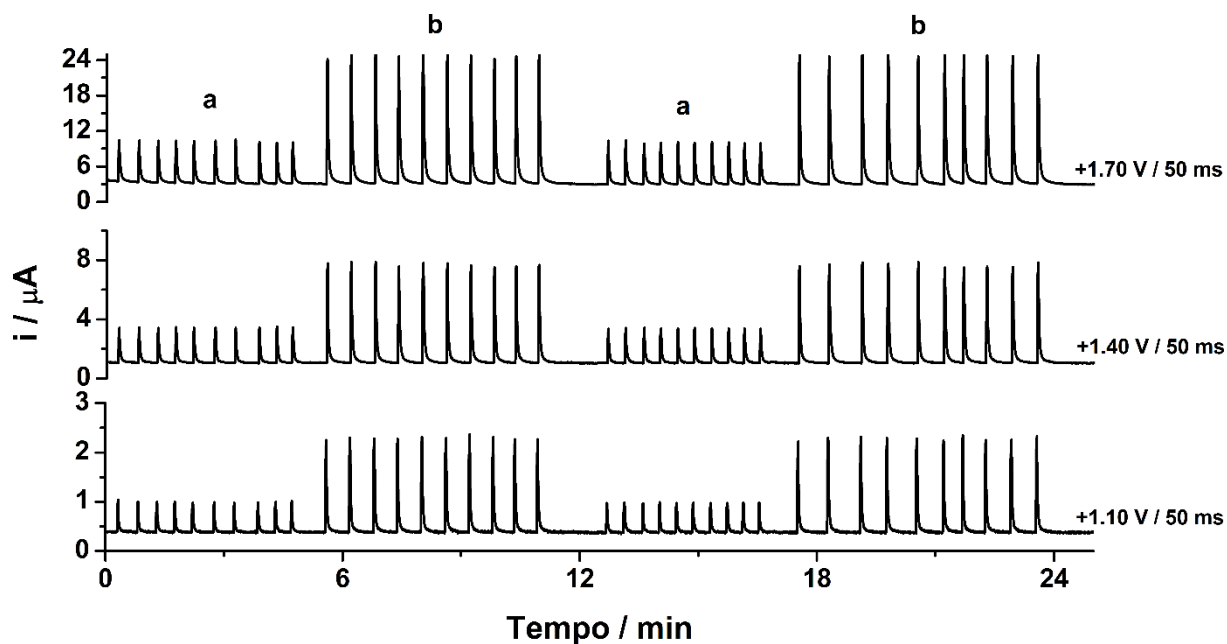 b b
a a
24
18
12
6
0
+1.70 V / 50 ms
8
4
0
+1.40 V / 50 ms
3
2
1
0
+1.10 V / 50 ms
i / μA
0 6 12 18 24
Tempo / min